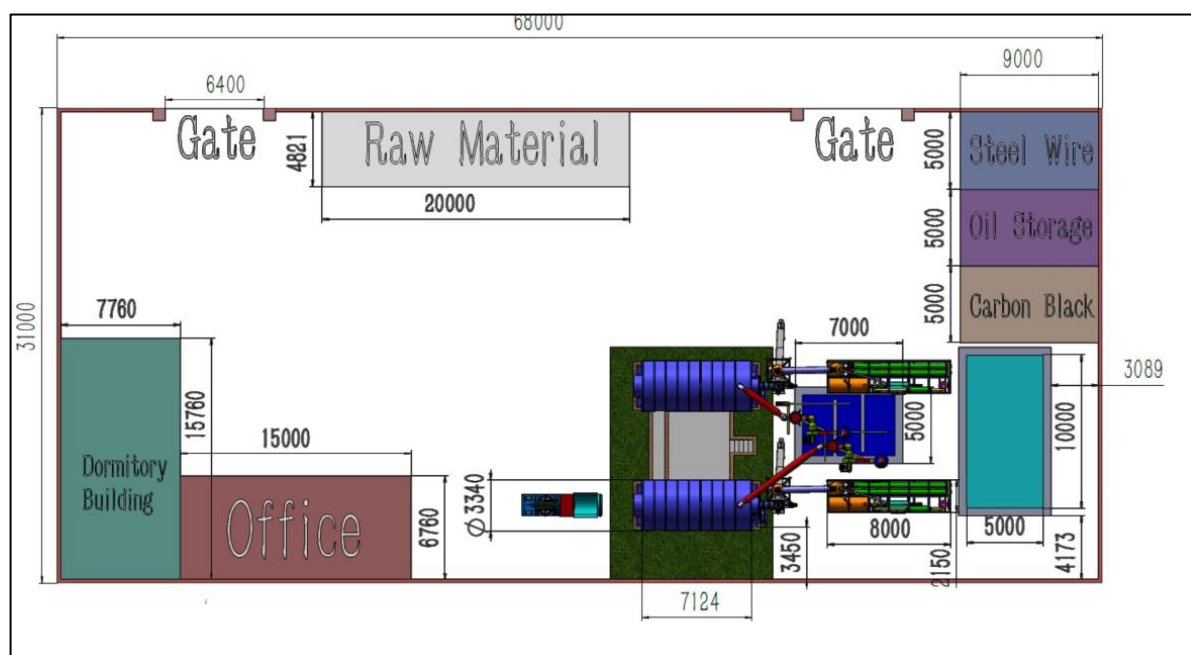 68000
9000
6400
Gate
Raw Material
Gate
Steel Wire
4821
5000
20000
Oil Storage
5000
31000
Carbon Black
5000
7760
7000
3089
15760
10000
5000
15000
Dormitory
Building
Office
6760
Ø3340
8000
5000
3450
2150
4173
7124